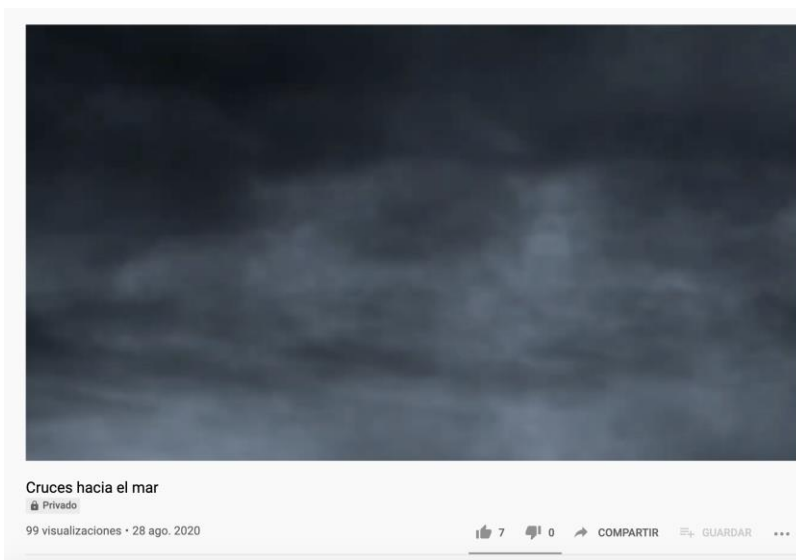 Cruces hacia el mar
Privado
99 visualizaciones • 28 ago. 2020
7 0 COMPARTIR GUARDAR